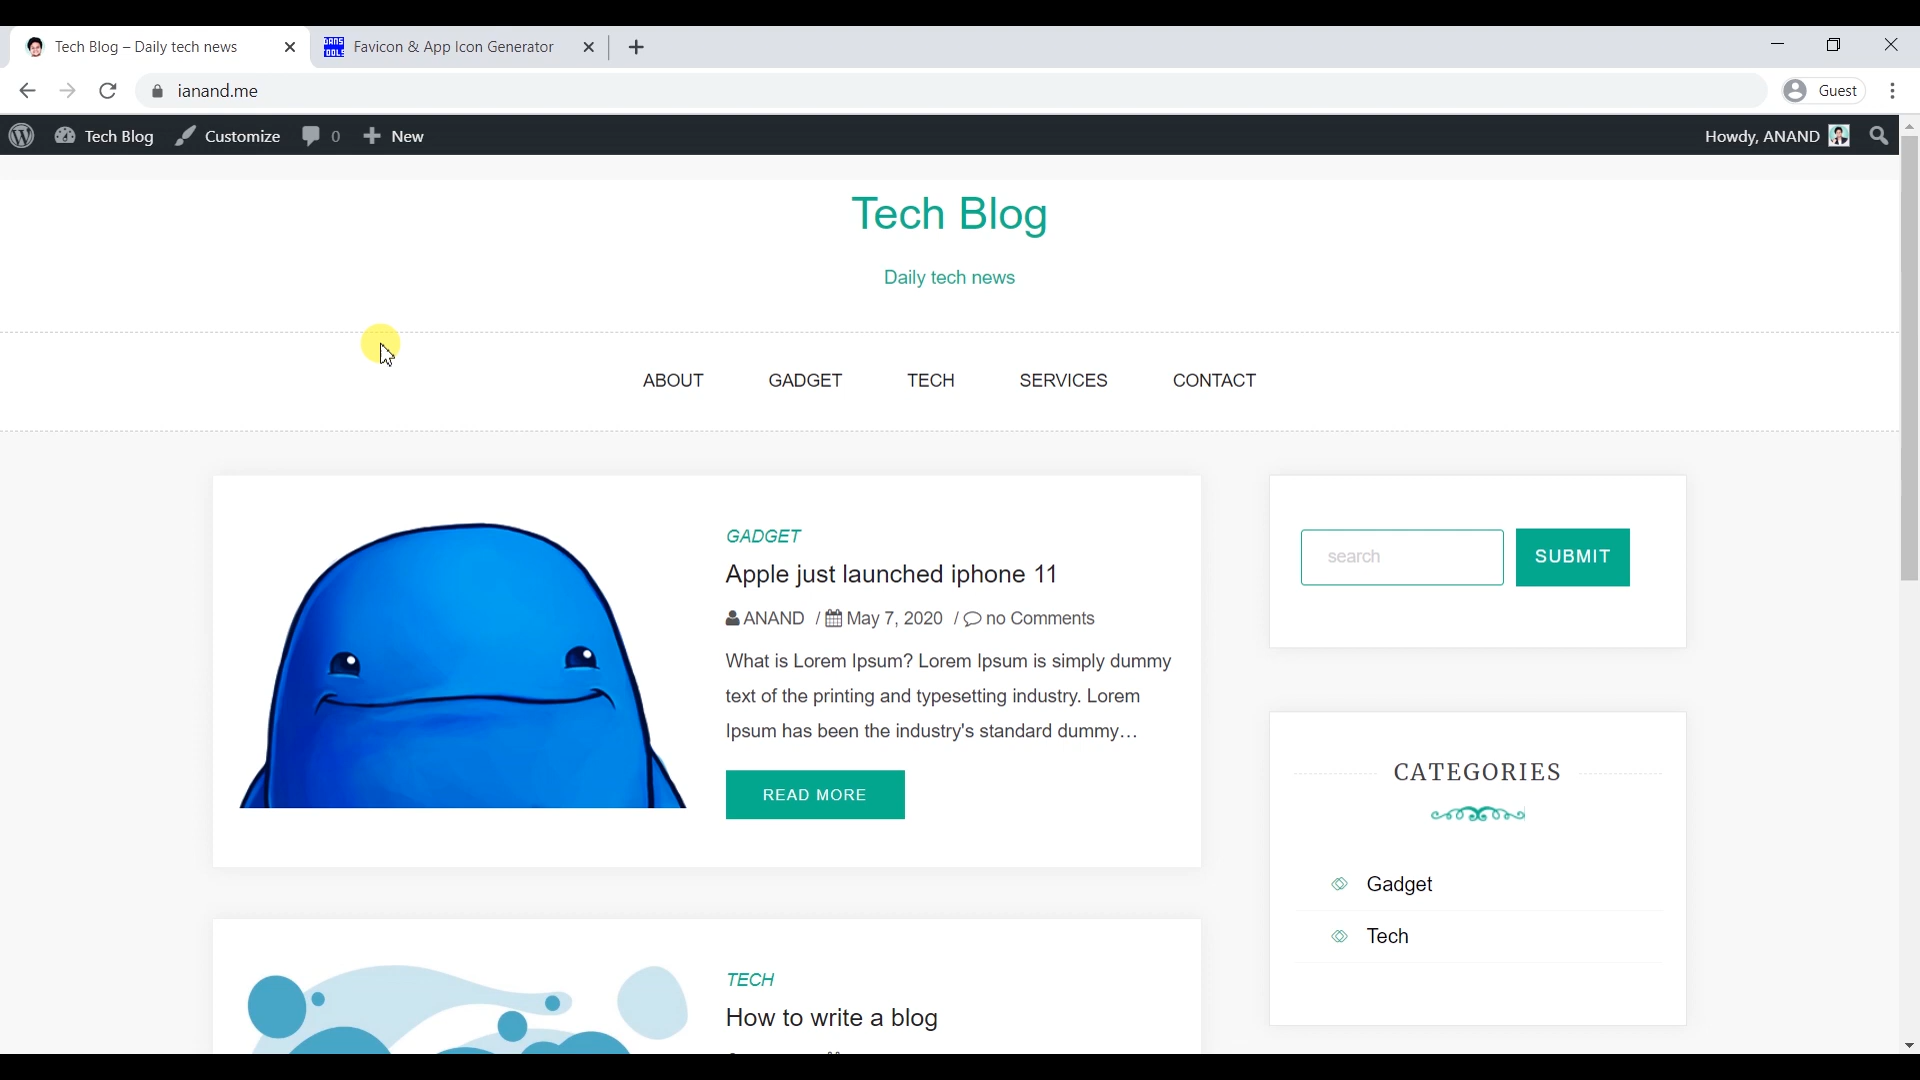 Tech Blog – Daily tech news
Favicon & App Icon Generator
ianand.me
Guest
Tech Blog
Customize
0
New
Howdy, ANAND
Tech Blog
Daily tech news
ABOUT
GADGET
TECH
SERVICES
CONTACT
GADGET
Apple just launched iphone 11
ANAND / May 7, 2020 / no Comments
What is Lorem Ipsum? Lorem Ipsum is simply dummy
text of the printing and typesetting industry. Lorem
Ipsum has been the industry's standard dummy…
READ MORE
search
SUBMIT
CATEGORIES
Gadget
Tech
TECH
How to write a blog